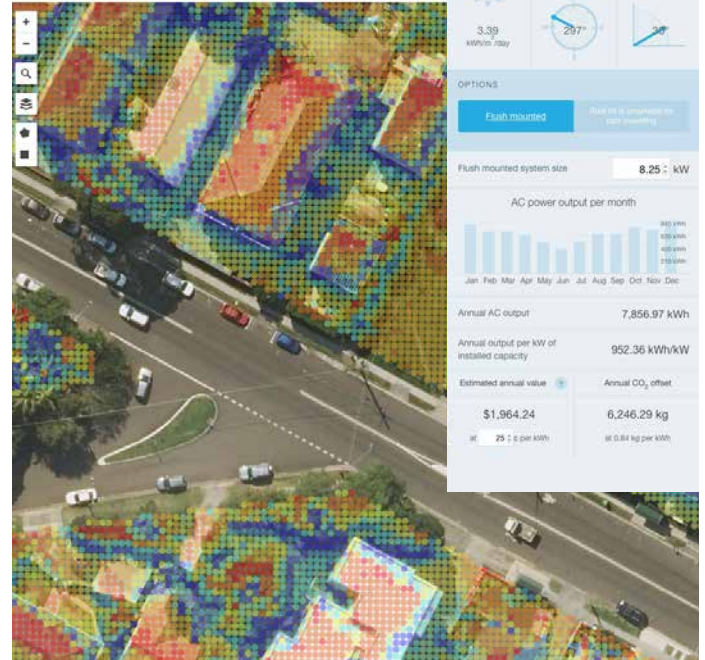 +
−
3.39
kWh/m /day
297°
OPTIONS
Flush mounted
Flush mounted system size
8.25 kW
AC power output per month
Jan Feb Mar Apr May Jun Jul Aug Sep Oct Nov Dec
Annual AC output
7,856.97 kWh
Annual output per kW of
installed capacity
952.36 kWh/kW
Estimated annual value ?
Annual CO₂ offset
$1,964.24
6,246.29 kg
at 25 c per kWh
at 0.84 kg per kWh